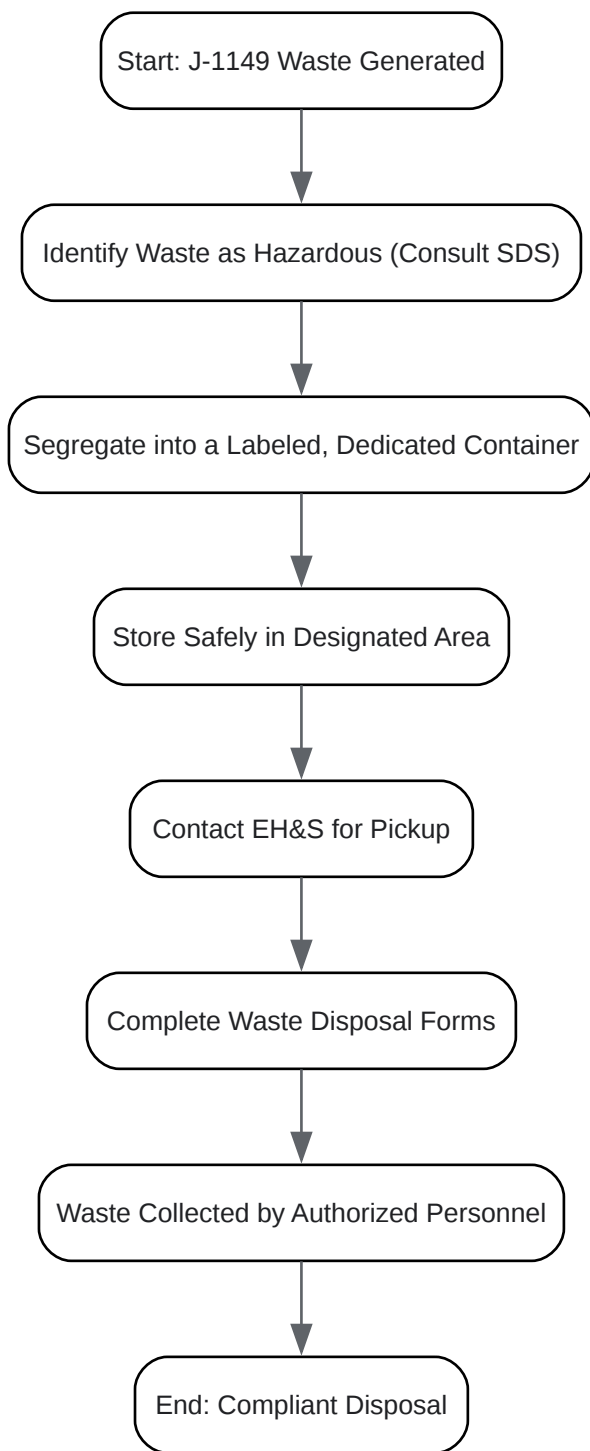 Start: J-1149 Waste Generated
Identify Waste as Hazardous (Consult SDS)
Segregate into a Labeled, Dedicated Container
Store Safely in Designated Area
Contact EH&S for Pickup
Complete Waste Disposal Forms
Waste Collected by Authorized Personnel
End: Compliant Disposal